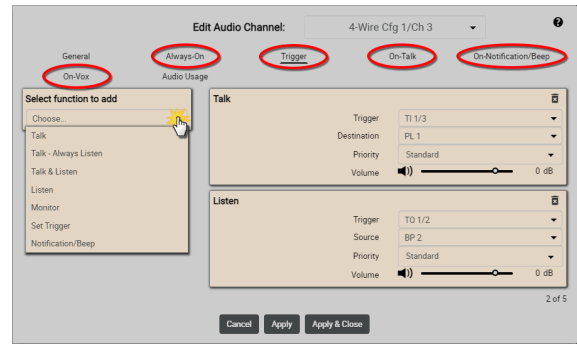 Edit Audio Channel: 4-Wire Cfg 1/Ch 3 ?
General Always-On Trigger On-Talk On-Notification/Beep
On-Vox Audio Usage
Select function to add
Choose...
Talk
Talk - Always Listen
Talk & Listen
Listen
Monitor
Set Trigger
Notification/Beep
Talk
Trigger TI 1/3
Destination PL 1
Priority Standard
Volume 0 dB
Listen
Trigger TO 1/2
Source BP 2
Priority Standard
Volume 0 dB
2 of 5
Cancel Apply Apply & Close